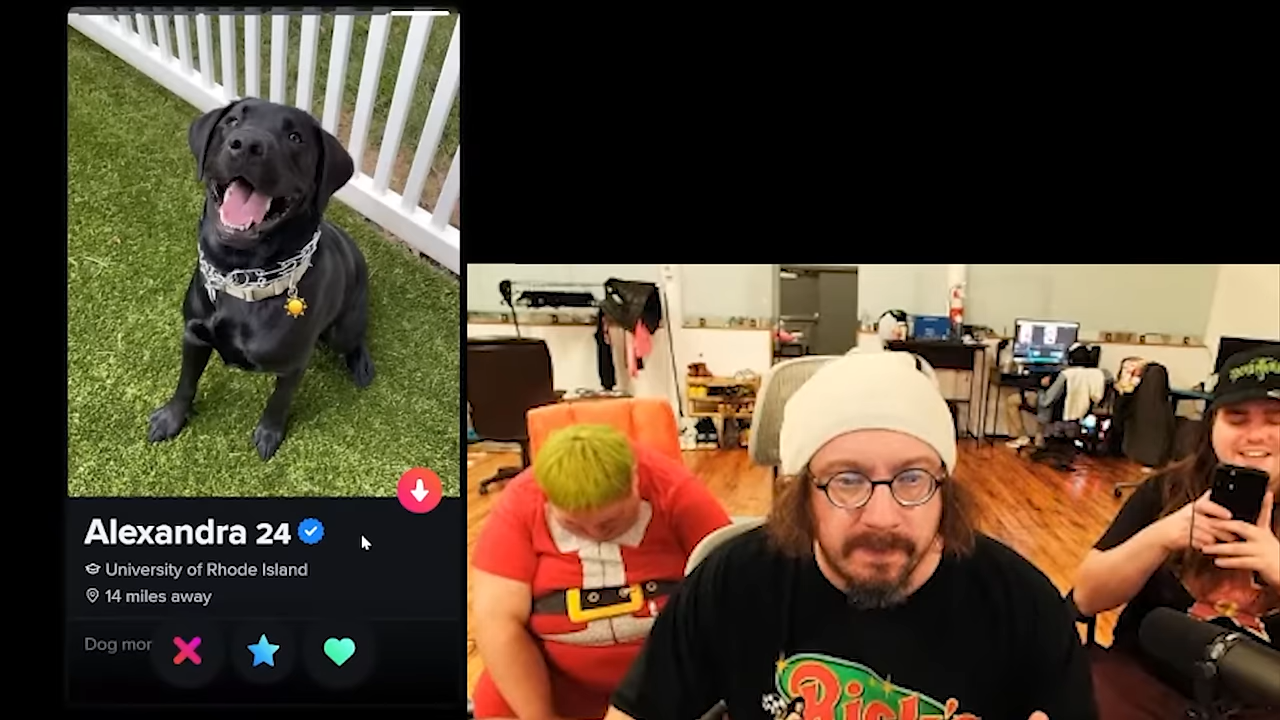 Alexandra 24
University of Rhode Island
14 miles away
Dog mor